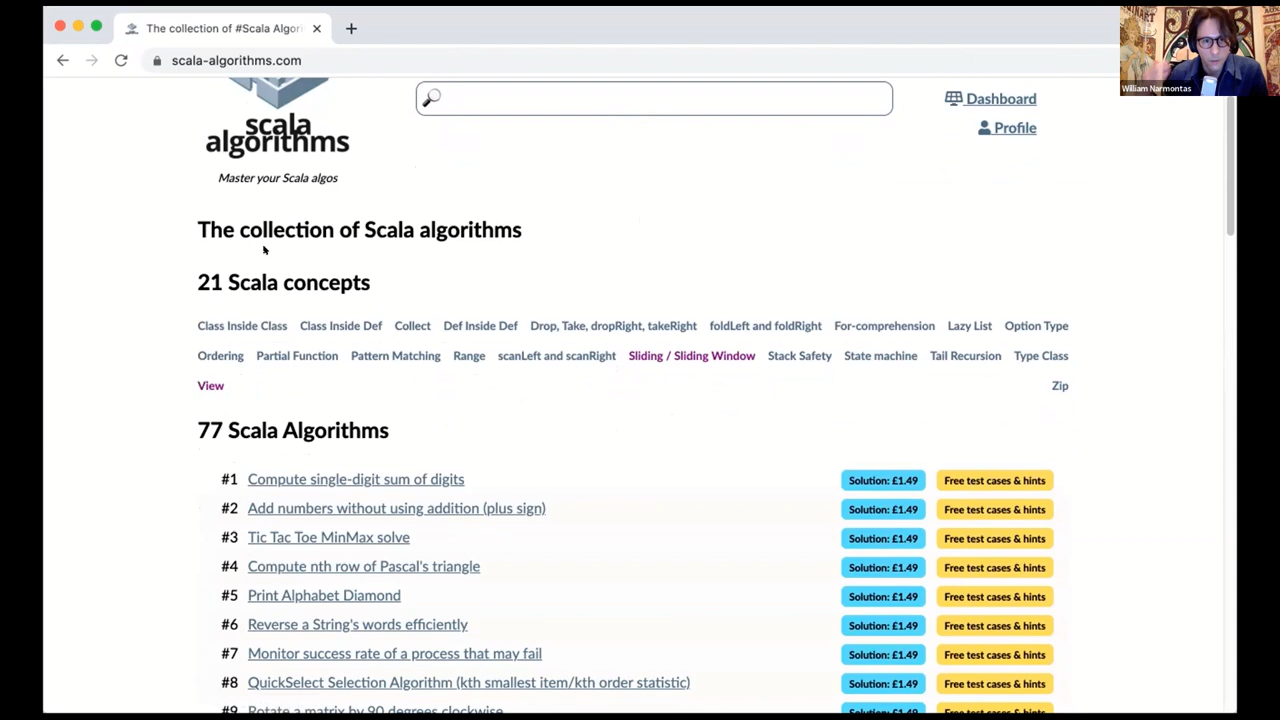 The collection of #Scala Algori
scala-algorithms.com
William Narmontas
scala
algorithms
Master your Scala algos
Dashboard
Profile
The collection of Scala algorithms
21 Scala concepts
Class Inside Class Class Inside Def Collect Def Inside Def Drop, Take, dropRight, takeRight foldLeft and foldRight For-comprehension Lazy List Option Type
Ordering Partial Function Pattern Matching Range scanLeft and scanRight Sliding / Sliding Window Stack Safety State machine Tail Recursion Type Class
View Zip
77 Scala Algorithms
#1 Compute single-digit sum of digits Solution: £1.49 Free test cases & hints
#2 Add numbers without using addition (plus sign) Solution: £1.49 Free test cases & hints
#3 Tic Tac Toe MinMax solve Solution: £1.49 Free test cases & hints
#4 Compute nth row of Pascal's triangle Solution: £1.49 Free test cases & hints
#5 Print Alphabet Diamond Solution: £1.49 Free test cases & hints
#6 Reverse a String's words efficiently Solution: £1.49 Free test cases & hints
#7 Monitor success rate of a process that may fail Solution: £1.49 Free test cases & hints
#8 QuickSelect Selection Algorithm (kth smallest item/kth order statistic) Solution: £1.49 Free test cases & hints
#9 Rotate a matrix by 90 degrees clockwise Solution: £1.49 Free test cases & hints